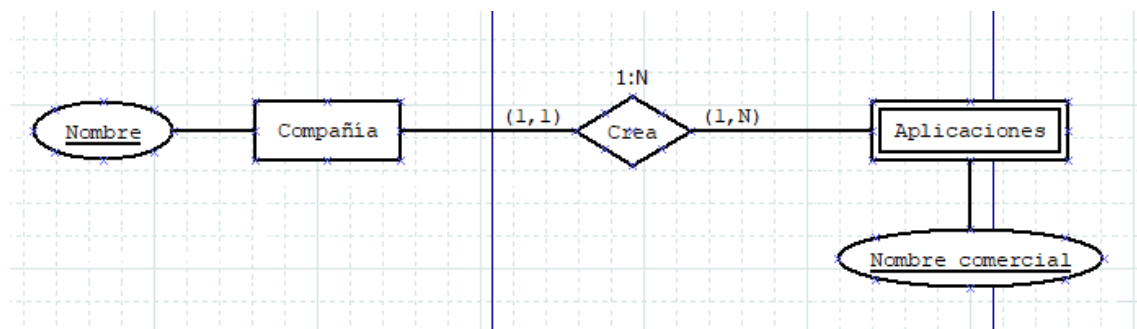 1:N
Nombre
Compañía
(1,1)
Crea
(1,N)
Aplicaciones
Nombre comercial